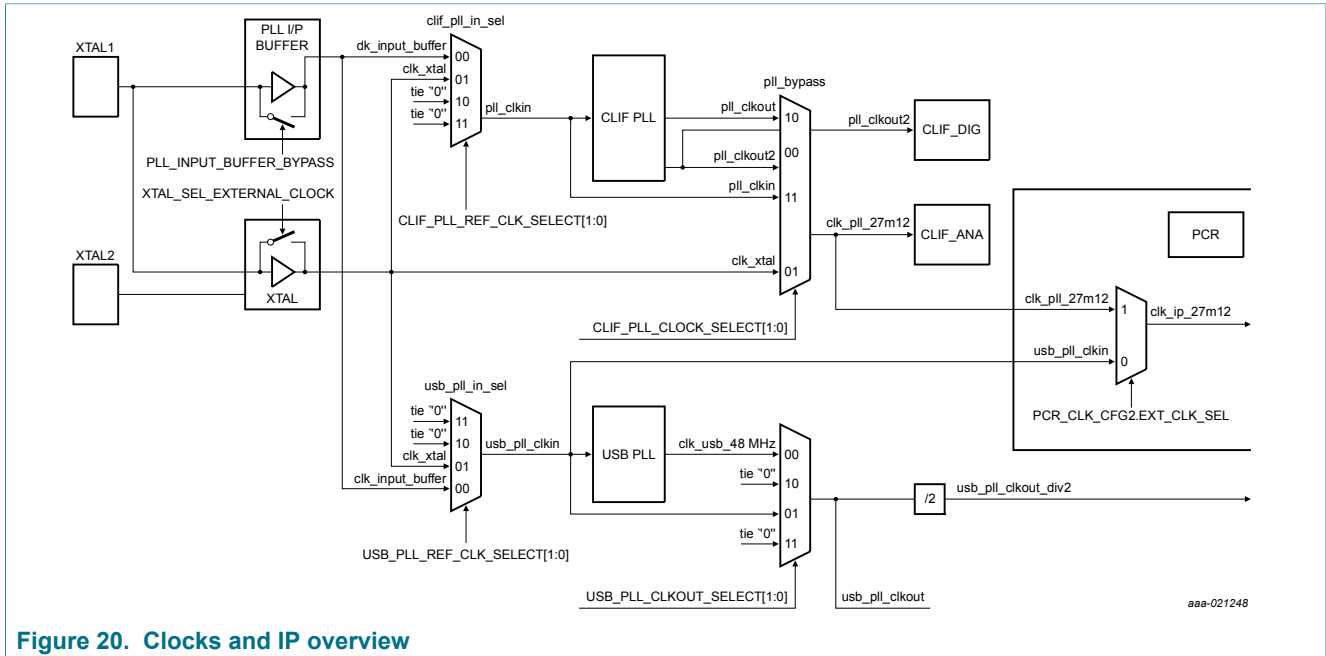 XTAL1
PLL I/P
BUFFER
PLL_INPUT_BUFFER_BYPASS
XTAL_SEL_EXTERNAL_CLOCK
XTAL2
XTAL
clif_pll_in_sel
dk_input_buffer
00
clk_xtal
01
tie `'0''
10
tie `'0''
11
pll_clkin
CLIF_PLL_REF_CLK_SELECT[1:0]
CLIF PLL
pll_bypass
pll_clkout
10
pll_clkout2
00
pll_clkin
11
clk_xtal
01
CLIF_PLL_CLOCK_SELECT[1:0]
pll_clkout2
CLIF_DIG
clk_pll_27m12
CLIF_ANA
PCR
clk_pll_27m12
1
clk_ip_27m12
usb_pll_clkin
0
PCR_CLK_CFG2.EXT_CLK_SEL
usb_pll_in_sel
tie `'0''
11
tie `'0''
10
clk_xtal
01
clk_input_buffer
00
usb_pll_clkin
USB_PLL_REF_CLK_SELECT[1:0]
USB PLL
clk_usb_48 MHz
00
tie `'0''
10
01
tie `'0''
11
USB_PLL_CLKOUT_SELECT[1:0]
/2
usb_pll_clkout_div2
usb_pll_clkout
aaa-021248
Figure 20. Clocks and IP overview